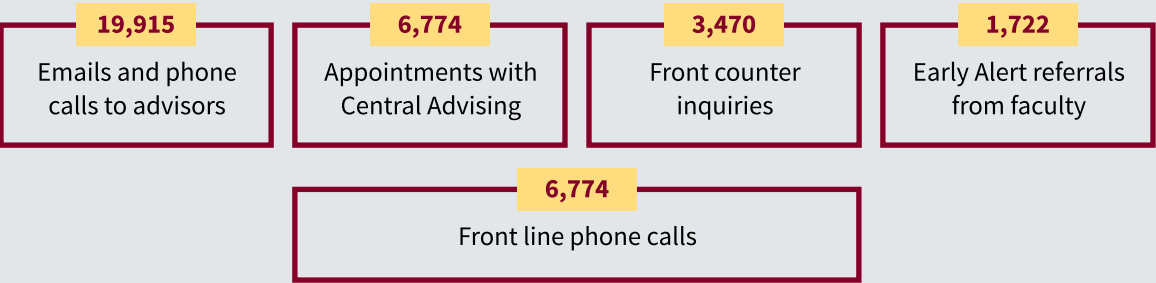 19,915
Emails and phone
calls to advisors
6,774
Appointments with
Central Advising
3,470
Front counter
inquiries
1,722
Early Alert referrals
from faculty
6,774
Front line phone calls